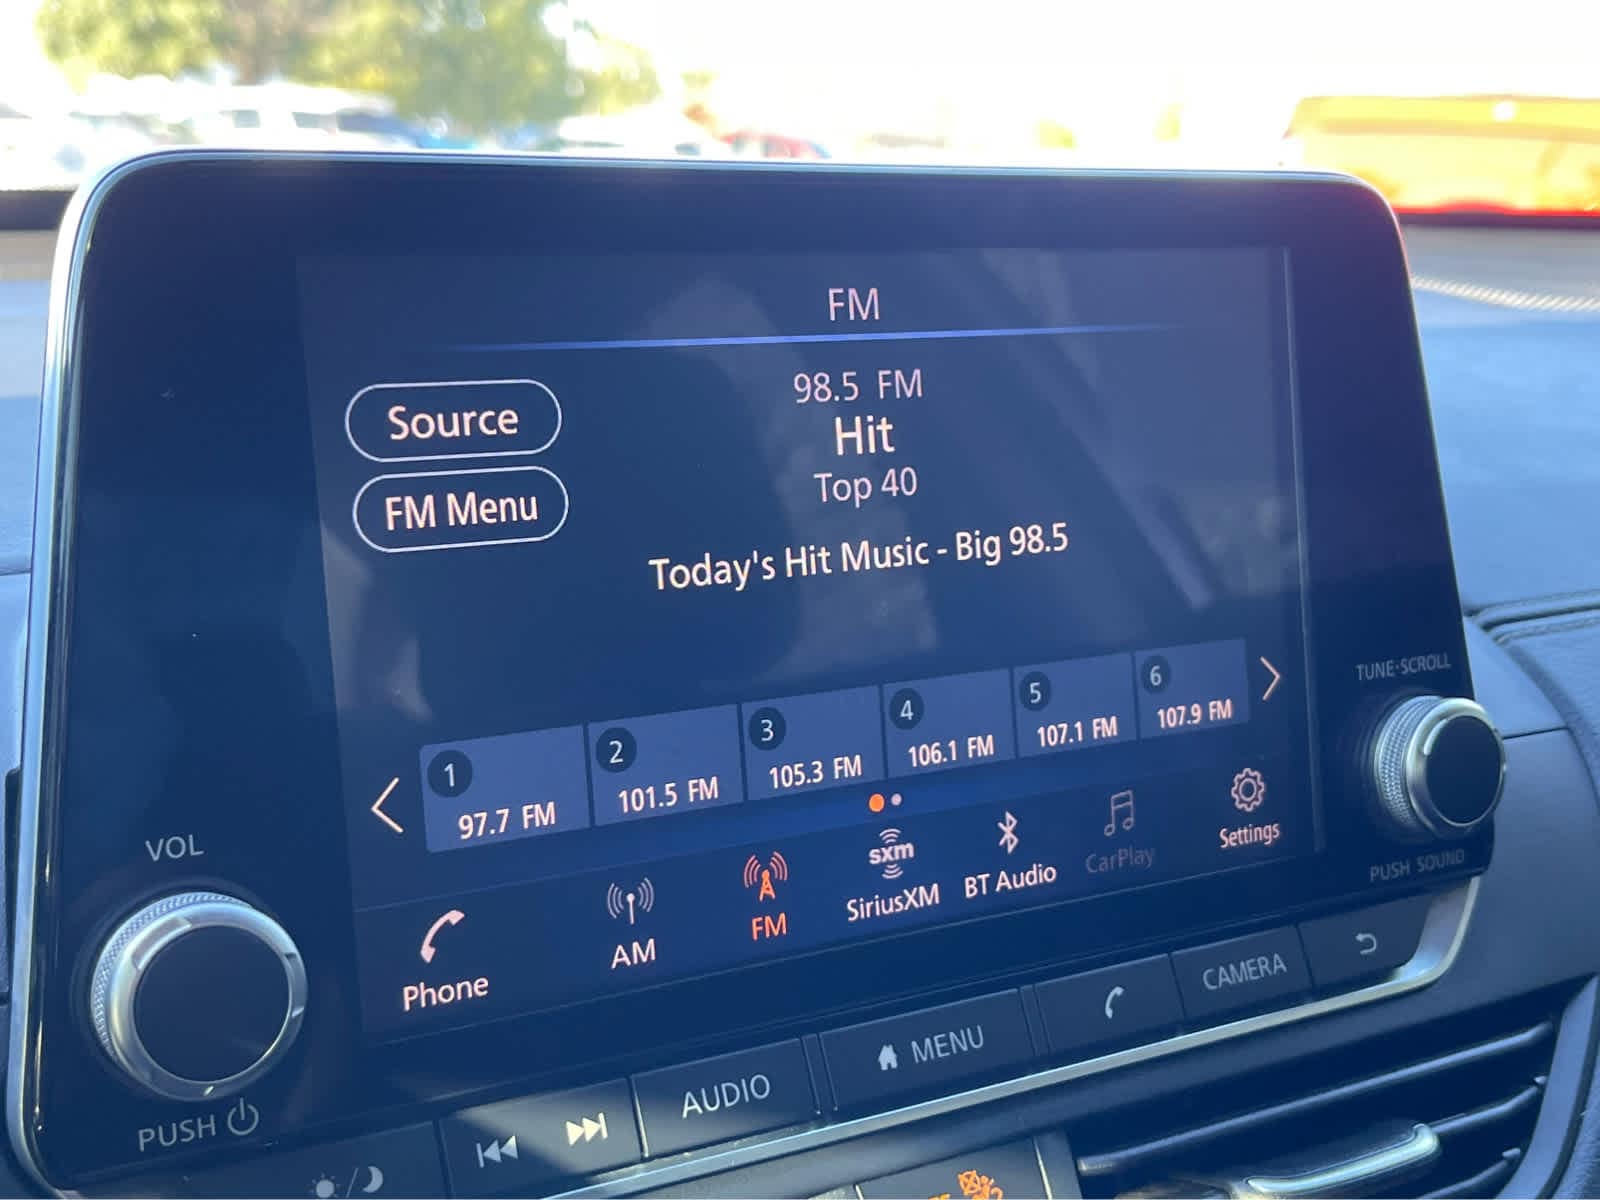 FM
98.5 FM
Hit
Top 40
Today's Hit Music - Big 98.5
Source
FM Menu
1 97.7 FM
2 101.5 FM
3 105.3 FM
4 106.1 FM
5 107.1 FM
6 107.9 FM
Phone
AM
FM
sxm
SiriusXM
BT Audio
CarPlay
Settings
VOL
PUSH
TUNE·SCROLL
PUSH SOUND
AUDIO
MENU
CAMERA